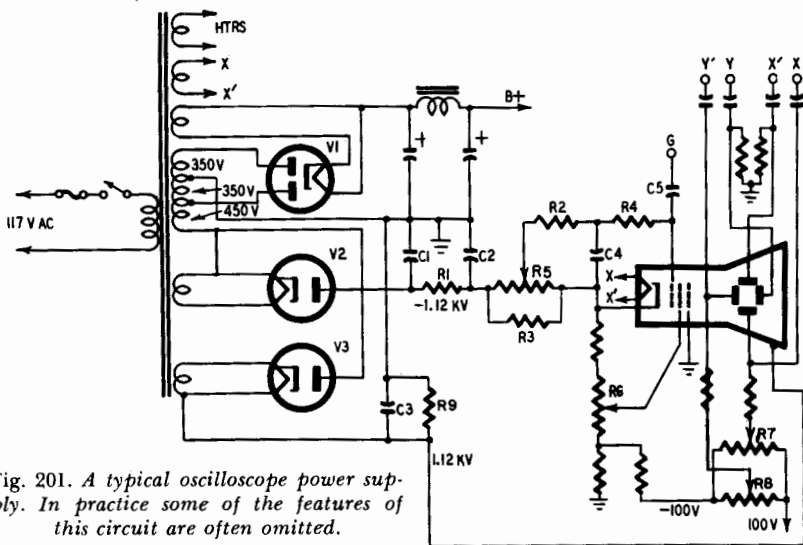 HTRS
X
X'
Y'
Y
X'
X
B+
V1
350V
350V
450V
117 V AC
G
C5
R2
R4
C1
C2
C4
V2
R1
R5
-1.12 KV
R3
X
X'
V3
R6
C3
R9
R7
1.12 KV
R8
-100V
100V
ig. 201. A typical oscilloscope power sup-
ply. In practice some of the features of
this circuit are often omitted.